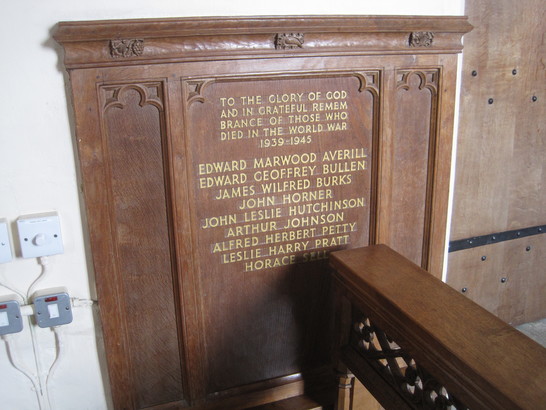 TO THE GLORY OF GOD
AND IN GRATEFUL REMEM
BRANCE OF THOSE WHO
DIED IN THE WORLD WAR
1939-1945
EDWARD MARWOOD AVERILL
EDWARD GEOFFREY BULLEN
JAMES WILFRED BURKS
JOHN HORNER
JOHN LESLIE HUTCHINSON
ARTHUR JOHNSON
ALFRED HERBERT PETTY
LESLIE HARRY PRATT
HORACE